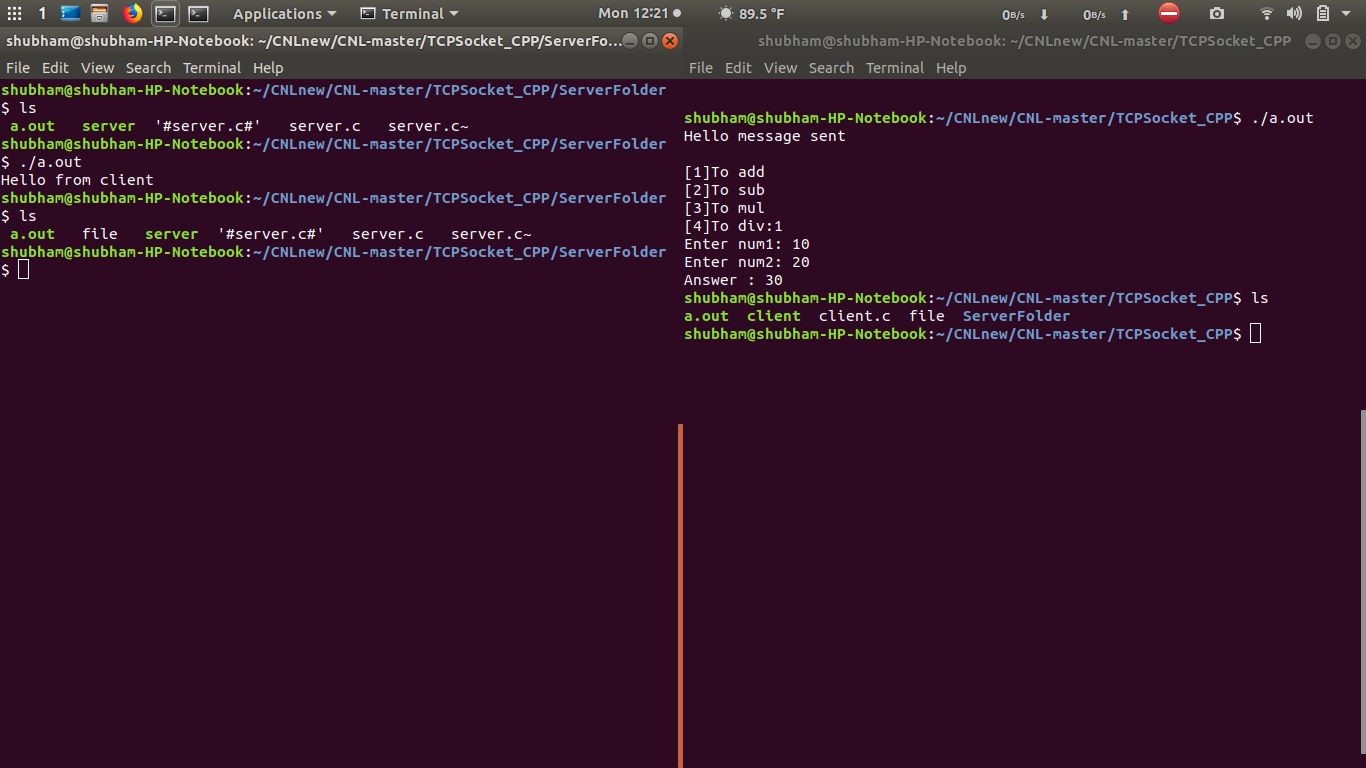 1 Applications Terminal Mon 12:21 89.5 °F 0B/s 0B/s
shubham@shubham-HP-Notebook: ~/CNLnew/CNL-master/TCPSocket_CPP/ServerFo...
File Edit View Search Terminal Help
shubham@shubham-HP-Notebook:~/CNLnew/CNL-master/TCPSocket_CPP/ServerFolder
$ ls
a.out server '#server.c#' server.c server.c~
shubham@shubham-HP-Notebook:~/CNLnew/CNL-master/TCPSocket_CPP/ServerFolder
$ ./a.out
Hello from client
shubham@shubham-HP-Notebook:~/CNLnew/CNL-master/TCPSocket_CPP/ServerFolder
$ ls
a.out file server '#server.c#' server.c server.c~
shubham@shubham-HP-Notebook:~/CNLnew/CNL-master/TCPSocket_CPP/ServerFolder
$
shubham@shubham-HP-Notebook: ~/CNLnew/CNL-master/TCPSocket_CPP
File Edit View Search Terminal Help
shubham@shubham-HP-Notebook:~/CNLnew/CNL-master/TCPSocket_CPP$ ./a.out
Hello message sent
[1]To add
[2]To sub
[3]To mul
[4]To div:1
Enter num1: 10
Enter num2: 20
Answer : 30
shubham@shubham-HP-Notebook:~/CNLnew/CNL-master/TCPSocket_CPP$ ls
a.out client client.c file ServerFolder
shubham@shubham-HP-Notebook:~/CNLnew/CNL-master/TCPSocket_CPP$